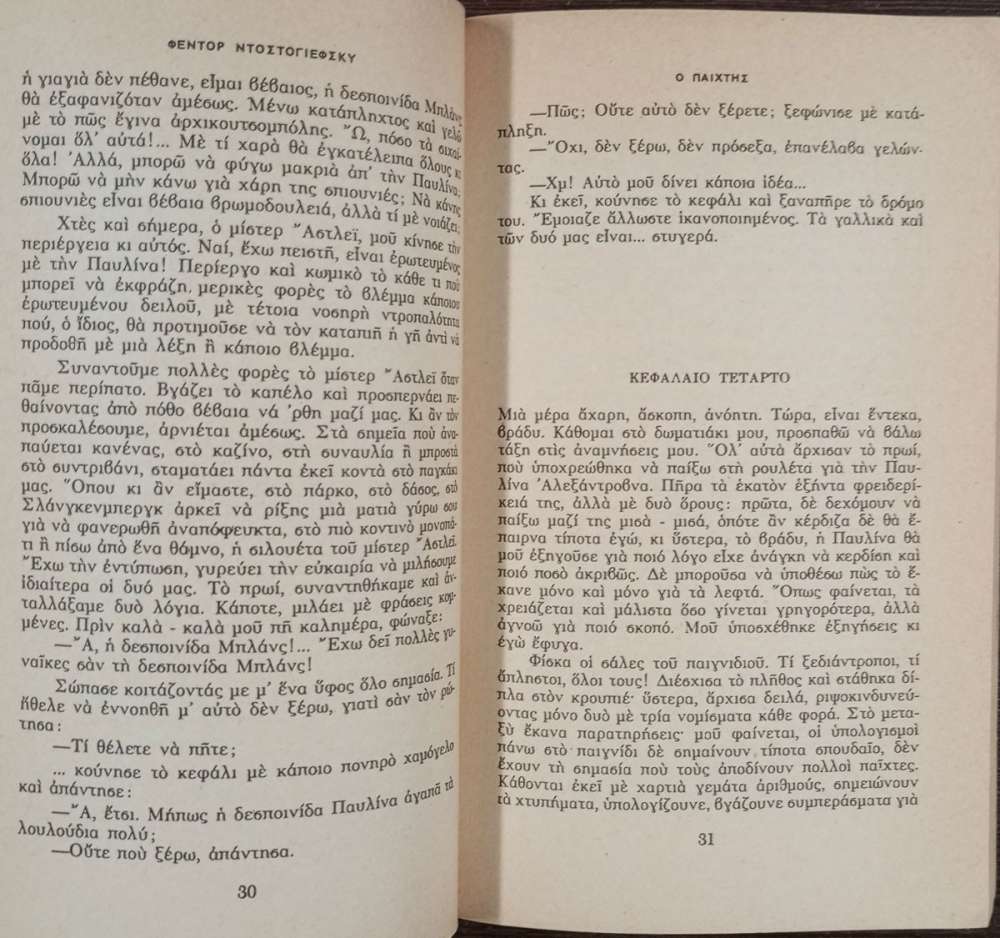 ΦΕΝΤΟΡ ΝΤΟΣΤΟΓΙΕΦΣΚΥ
ἡ γιαγιὰ δὲν πέθανε, εἶμαι βέβαιος, ἡ δεσποινίδα Μπλὰνς
θὰ ἐξαφανιζόταν ἀμέσως. Μένω κατάπληχτος καὶ γελῶ
μὲ τὸ πῶς ἔγινα ἀρχικουτσομπόλης. Ὤ, πόσο τὰ σιχαί-
νομαι ὅλ' αὐτά!... Μὲ τί χαρὰ θὰ ἐγκατέλειπα ὅλους κι
ὅλα! Ἀλλά, μπορῶ νὰ φύγω μακριὰ ἀπ' τὴν Παυλίνα;
Μπορῶ νὰ μὴν κάνω γιὰ χάρη της σπιουνιές; Νὰ κάνης
σπιουνιὲς εἶναι βέβαια βρωμοδουλειά, ἀλλὰ τί μὲ νοιάζει;
Χτὲς καὶ σήμερα, ὁ μίστερ Ἄστλεϊ, μοῦ κίνησε τὴν
περιέργεια κι αὐτός. Ναί, ἔχω πειστῆ, εἶναι ἐρωτευμένος
μὲ τὴν Παυλίνα! Περίεργο καὶ κωμικὸ τὸ κάθε τι ποὺ
μπορεῖ νὰ ἐκφράζη μερικὲς φορὲς τὸ βλέμμα κάποιου
ἐρωτευμένου δειλοῦ, μὲ τέτοια νοσηρὴ ντροπαλότητα
πού, ὁ ἴδιος, θὰ προτιμοῦσε νὰ τὸν καταπιῆ ἡ γῆ ἀντὶ νὰ
προδοθῆ μὲ μιὰ λέξη ἢ κάποιο βλέμμα.
Συναντοῦμε πολλὲς φορὲς τὸ μίστερ Ἄστλεϊ ὅταν
πᾶμε περίπατο. Βγάζει τὸ καπέλο καὶ προσπερνάει πε-
θαίνοντας ἀπὸ πόθο βέβαια νά 'ρθη μαζί μας. Κι ἂν τὸν
προσκαλέσουμε, ἀρνιέται ἀμέσως. Στὰ σημεῖα ποὺ ἀνα-
παύεται κανένας, στὸ καζίνο, στὴ συναυλία ἢ μπροστὰ
στὸ συντριβάνι, σταματάει πάντα ἐκεῖ κοντὰ στὸ παγκάκι
μας. Ὅπου κι ἂν εἴμαστε, στὸ πάρκο, στὸ δάσος, στὸ
Σλάνγκενμπεργκ ἀρκεῖ νὰ ρίξης μιὰ ματιὰ γύρω σου
γιὰ νὰ φανερωθῆ ἀναπόφευκτα, στὸ πιὸ κοντινὸ μονοπά-
τι ἢ πίσω ἀπὸ ἕνα θάμνο, ἡ σιλουέτα τοῦ μίστερ Ἄστλεϊ.
Ἔχω τὴν ἐντύπωση, γυρεύει τὴν εὐκαιρία νὰ μιλήσουμε
ἰδιαίτερα οἱ δυό μας. Τὸ πρωί, συναντηθήκαμε καὶ ἀν-
ταλλάξαμε δυὸ λόγια. Κάποτε, μιλάει μὲ φράσεις κομ-
μένες. Πρὶν καλὰ - καλὰ μοῦ πῆ καλημέρα, φώναξε:
—Ἄ, ἡ δεσποινίδα Μπλάνς!... Ἔχω δεῖ πολλὲς γυ-
ναῖκες σὰν τὴ δεσποινίδα Μπλάνς!
Σώπασε κοιτάζοντάς με μ' ἕνα ὕφος ὅλο σημασία. Τί
ἤθελε νὰ ἐννοηθῆ μ' αὐτὸ δὲν ξέρω, γιατὶ σὰν τὸν ρώ-
τησα:
—Τί θέλετε νὰ πῆτε;
... κούνησε τὸ κεφάλι μὲ κάποιο πονηρὸ χαμόγελο
καὶ ἀπάντησε:
—Ἄ, ἔτσι. Μήπως ἡ δεσποινίδα Παυλίνα ἀγαπᾶ τὰ
λουλούδια πολύ;
—Οὔτε ποὺ ξέρω, ἀπάντησα.
30
Ο ΠΑΙΧΤΗΣ
—Πῶς; Οὔτε αὐτὸ δὲν ξέρετε; ξεφώνισε μὲ κατά-
πληξη.
—Ὄχι, δὲν ξέρω, δὲν πρόσεξα, ἐπανέλαβα γελών-
τας.
—Χμ! Αὐτὸ μοῦ δίνει κάποια ἰδέα...
Κι ἐκεῖ, κούνησε τὸ κεφάλι καὶ ξαναπῆρε τὸ δρόμο
του. Ἔμοιαζε ἄλλωστε ἱκανοποιημένος. Τὰ γαλλικὰ καὶ
τῶν δυό μας εἶναι... στυγερά.
ΚΕΦΑΛΑΙΟ ΤΕΤΑΡΤΟ
Μιὰ μέρα ἄχαρη, ἄσκοπη, ἀνόητη. Τώρα, εἶναι ἕντεκα,
βράδυ. Κάθομαι στὸ δωματιάκι μου, προσπαθῶ νὰ βάλω
τάξη στὶς ἀναμνήσεις μου. Ὅλ' αὐτὰ ἄρχισαν τὸ πρωί,
ποὺ ὑποχρεώθηκα νὰ παίξω στὴ ρουλέτα γιὰ τὴν Παυ-
λίνα Ἀλεξάντροβνα. Πῆρα τὰ ἑκατὸν ἑξήντα φρειδερί-
κειά της, ἀλλὰ μὲ δυὸ ὅρους: πρῶτα, δὲ δεχόμουν νὰ
παίξω μαζί της μισὰ - μισά, ὁπότε ἂν κέρδιζα δὲ θὰ ἔ-
παιρνα τίποτα ἐγώ, κι ὕστερα, τὸ βράδυ, ἡ Παυλίνα θὰ
μοῦ ἐξηγοῦσε γιὰ ποιὸ λόγο εἶχε ἀνάγκη νὰ κερδίση καὶ
ποιὸ ποσὸ ἀκριβῶς. Δὲ μποροῦσα νὰ ὑποθέσω πὼς τὸ ἔ-
κανε μόνο καὶ μόνο γιὰ τὰ λεφτά. Ὅπως φαίνεται, τὰ
χρειάζεται καὶ μάλιστα ὅσο γίνεται γρηγορότερα, ἀλλὰ
ἀγνοῶ γιὰ ποιό σκοπό. Μοῦ ὑποσχέθηκε ἐξηγήσεις κι
ἐγὼ ἔφυγα.
Φίσκα οἱ σάλες τοῦ παιγνιδιοῦ. Τί ξεδιάντροποι, τί
ἄπληστοι, ὅλοι τους! Διέσχισα τὸ πλῆθος καὶ στάθηκα δί-
πλα στὸν κρουπιέ· ὕστερα, ἄρχισα δειλά, ριψοκινδυνεύ-
οντας μόνο δυὸ μὲ τρία νομίσματα κάθε φορά. Στὸ μετα-
ξὺ ἔκανα παρατηρήσεις· μοῦ φαίνεται, οἱ ὑπολογισμοὶ
πάνω στὸ παιγνίδι δὲ σημαίνουν τίποτα σπουδαῖο, δὲν
ἔχουν τὴ σημασία ποὺ τοὺς ἀποδίνουν πολλοὶ παῖχτες.
Κάθονται ἐκεῖ μὲ χαρτιὰ γεμάτα ἀριθμούς, σημειώνουν
τὰ χτυπήματα, ὑπολογίζουνε, βγάζουνε συμπεράσματα γιὰ
31